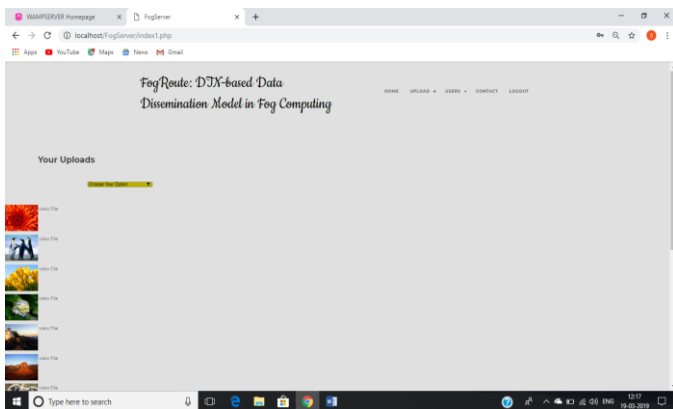 WAMPSERVER Homepage
FogServer
localhost/FogServer/index1.php
Apps YouTube Maps News Gmail
FogRoute: DTN-based Data
Dissemination Model in Fog Computing
HOME UPLOAD USERS CONTACT LOGOUT
Your Uploads
Choose Your Option
view File
view File
view File
view File
view File
view File
view File
Type here to search
ENG
12:17
19-03-2019